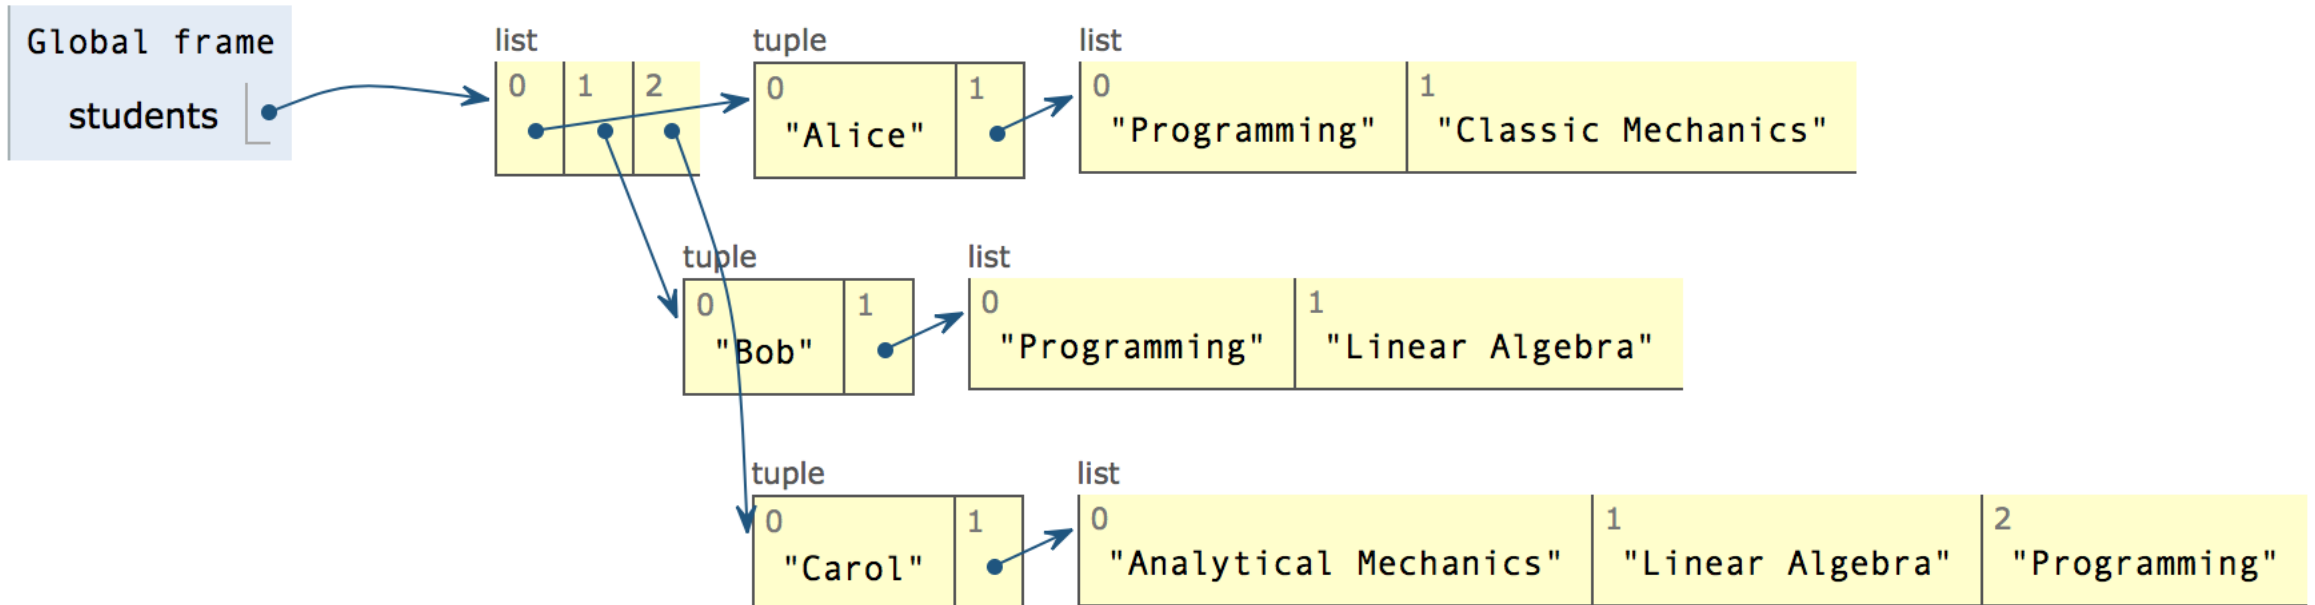 Global frame
students
list
0 1 2
tuple
0 1
"Alice"
list
0 1
"Programming" "Classic Mechanics"
tuple
0 1
"Bob"
list
0 1
"Programming" "Linear Algebra"
tuple
0 1
"Carol"
list
0 1 2
"Analytical Mechanics" "Linear Algebra" "Programming"